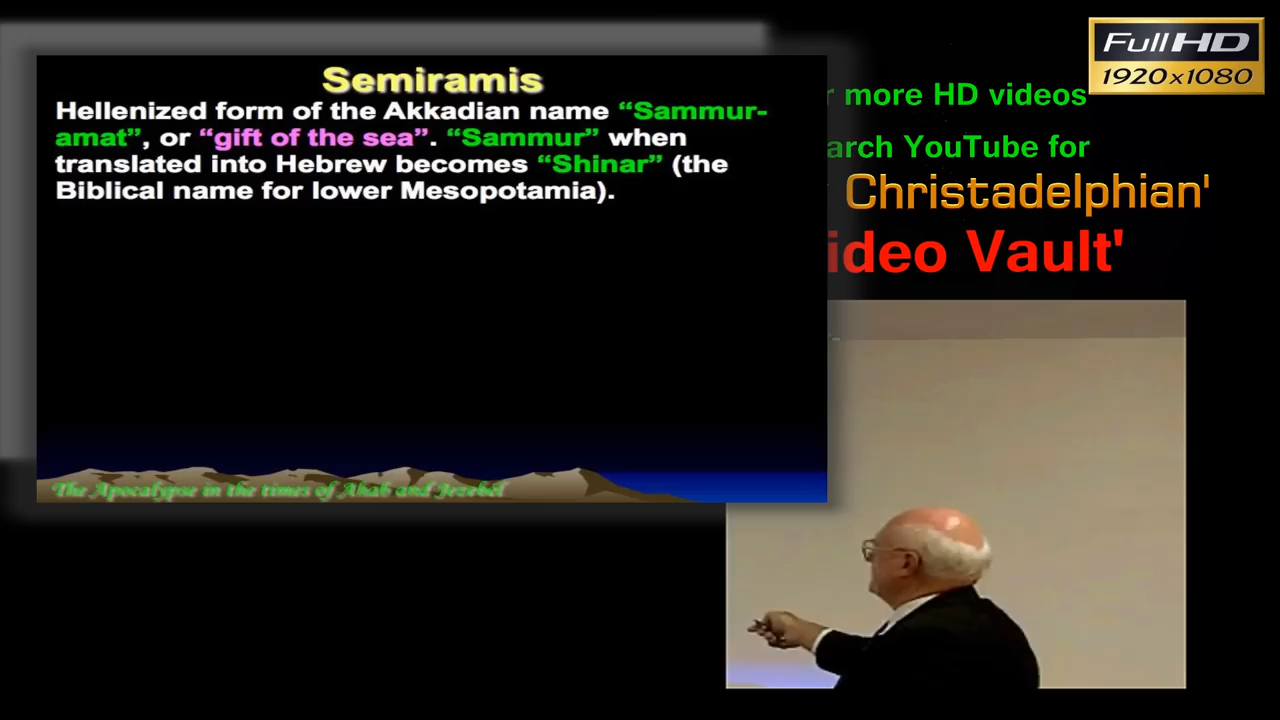 Semiramis
Hellenized form of the Akkadian name “Sammur-
amat”, or “gift of the sea”. “Sammur” when
translated into Hebrew becomes “Shinar” (the
Biblical name for lower Mesopotamia).
The Apocalypse in the times of Ahab and Jezebel
Full HD
1920x1080
r more HD videos
arch YouTube for
Christadelphian'
ideo Vault'